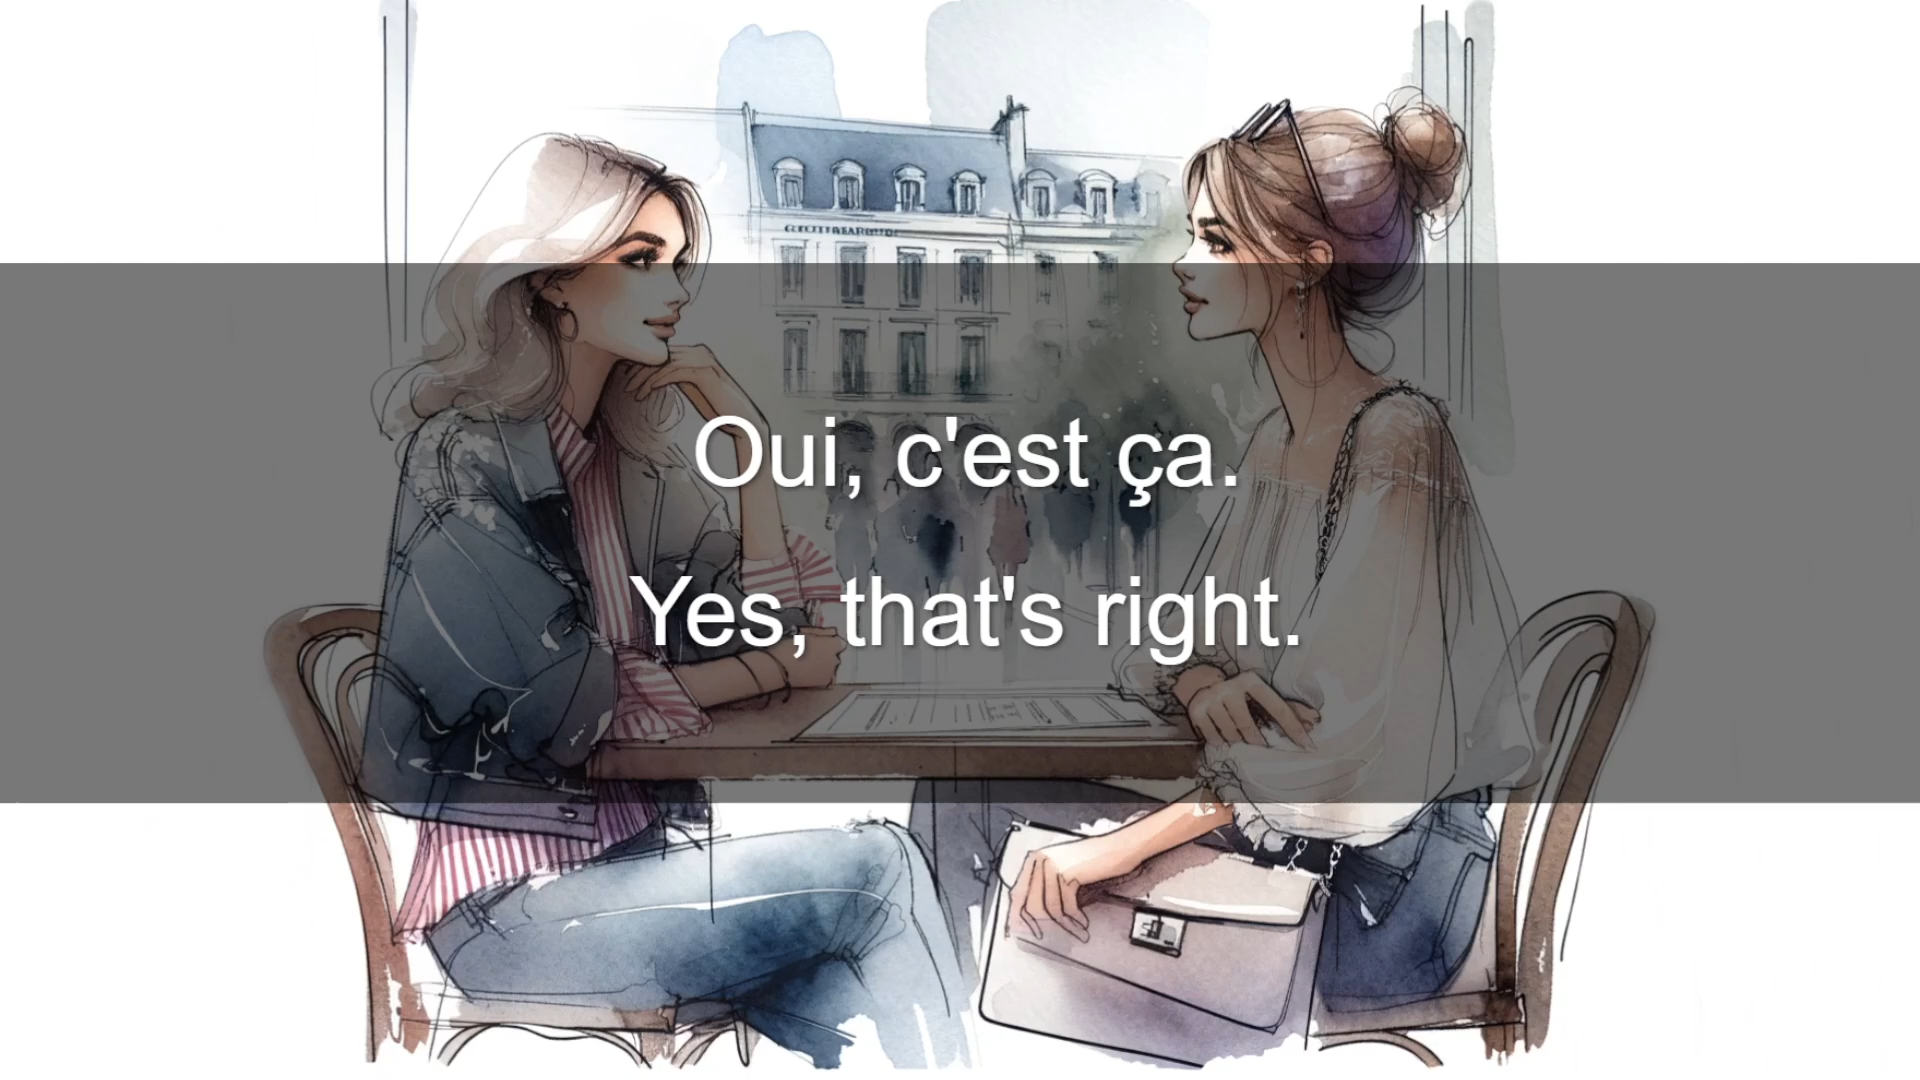 Oui, c'est ça.
Yes, that's right.